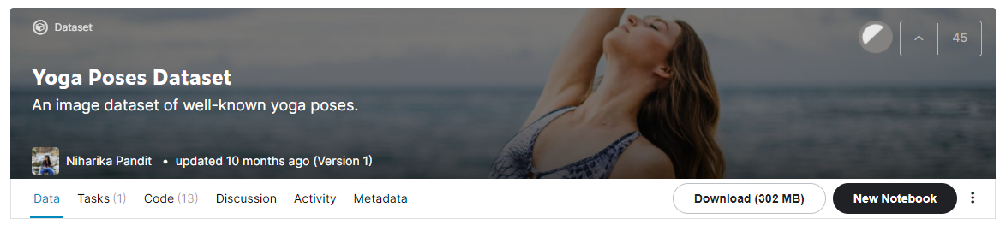 Dataset
45
Yoga Poses Dataset
An image dataset of well-known yoga poses.
Niharika Pandit • updated 10 months ago (Version 1)
Data Tasks (1) Code (13) Discussion Activity Metadata Download (302 MB) New Notebook